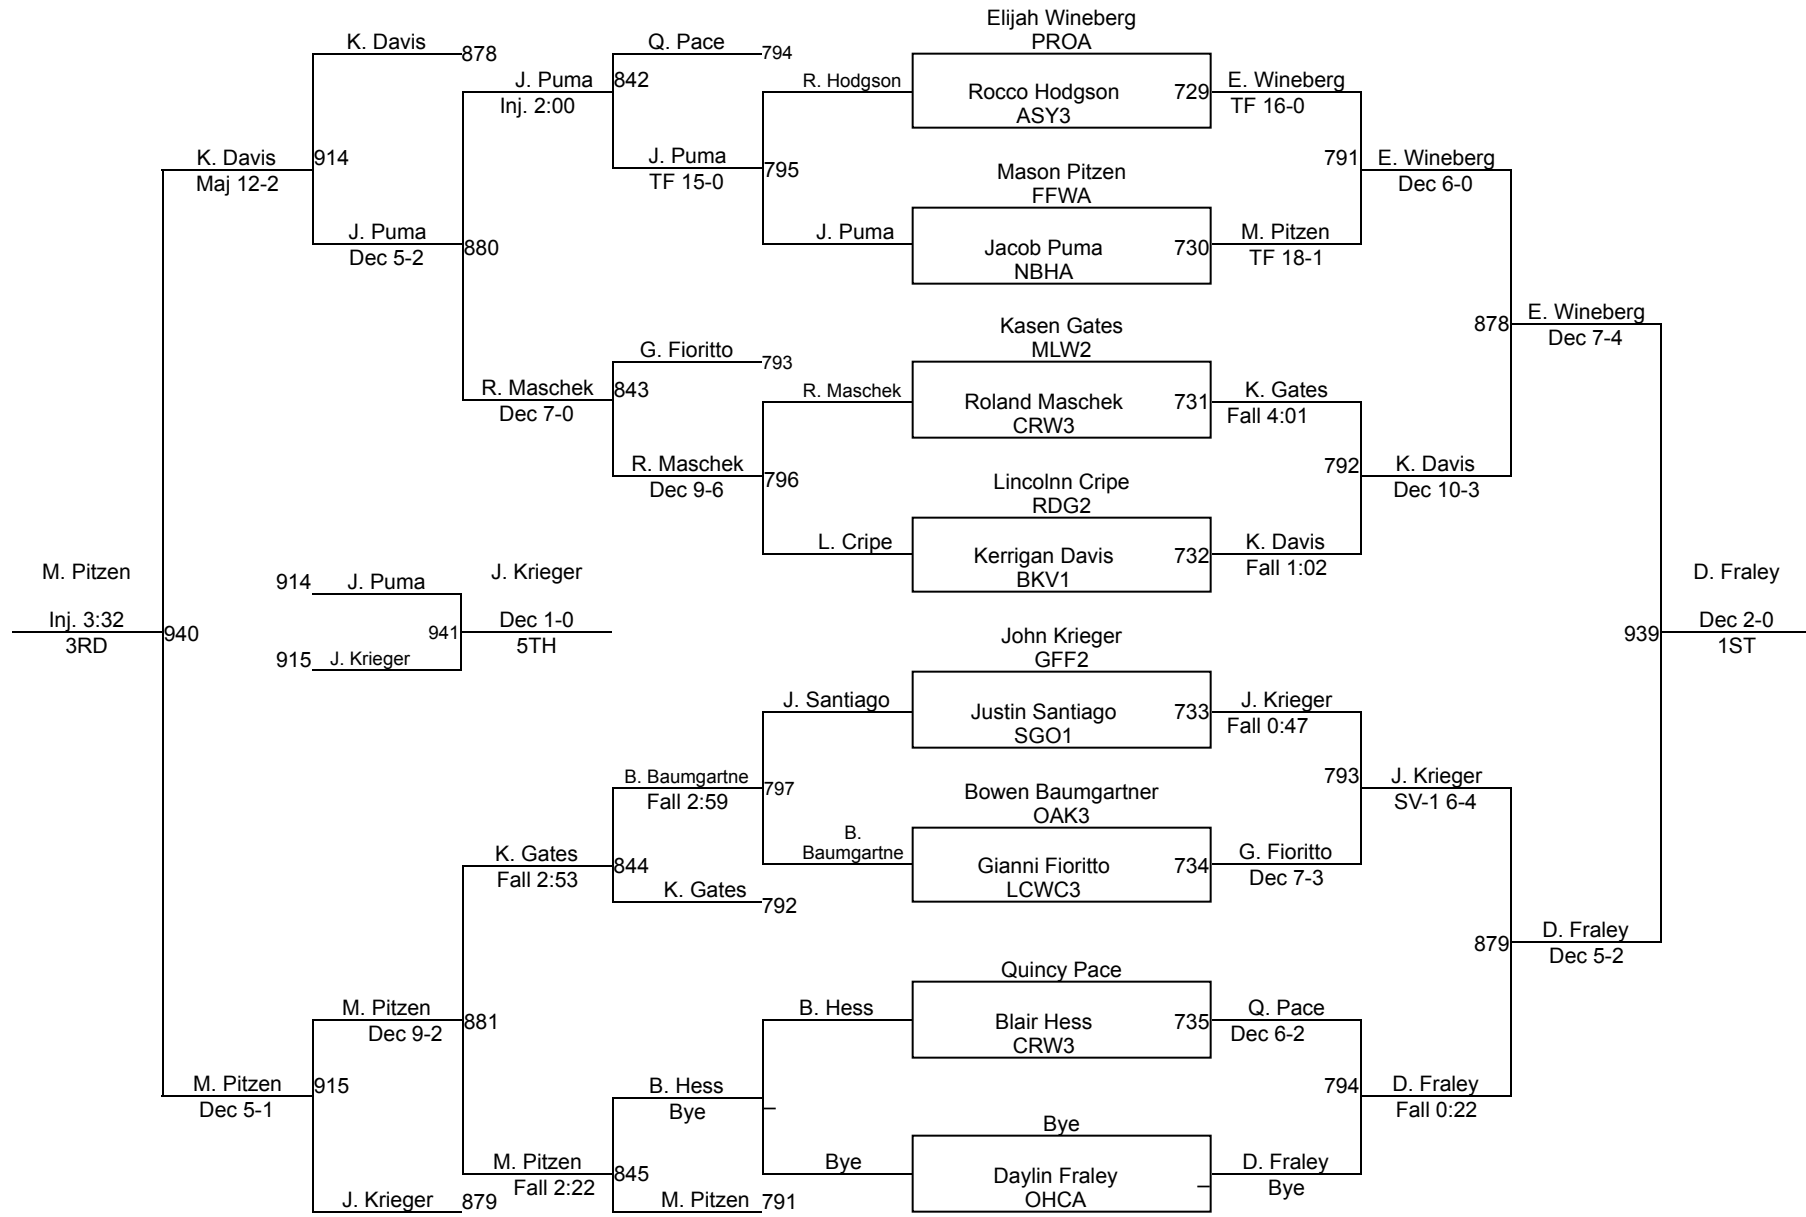 Elijah Wineberg
PROA
K. Davis
878
Q. Pace
794
J. Puma
842
Inj. 2:00
R. Hodgson
Rocco Hodgson
729
ASY3
E. Wineberg
TF 16-0
K. Davis
914
Maj 12-2
J. Puma
795
TF 15-0
Mason Pitzen
FFWA
791
E. Wineberg
Dec 6-0
J. Puma
880
Dec 5-2
J. Puma
Jacob Puma
730
NBHA
M. Pitzen
TF 18-1
Kasen Gates
MLW2
878
E. Wineberg
Dec 7-4
G. Fioritto
793
R. Maschek
843
Dec 7-0
R. Maschek
Roland Maschek
731
CRW3
K. Gates
Fall 4:01
R. Maschek
796
Dec 9-6
Lincolnn Cripe
RDG2
792
K. Davis
Dec 10-3
L. Cripe
Kerrigan Davis
732
BKV1
K. Davis
Fall 1:02
M. Pitzen
Inj. 3:32
940
3RD
914
J. Puma
915
J. Krieger
941
J. Krieger
Dec 1-0
5TH
D. Fraley
939
Dec 2-0
1ST
John Krieger
GFF2
J. Santiago
Justin Santiago
733
SGO1
J. Krieger
Fall 0:47
B. Baumgartne
797
Fall 2:59
Bowen Baumgartner
OAK3
793
J. Krieger
SV-1 6-4
B.
Baumgartne
Gianni Fioritto
734
LCWC3
G. Fioritto
Dec 7-3
K. Gates
844
Fall 2:53
K. Gates
792
879
D. Fraley
Dec 5-2
Quincy Pace
M. Pitzen
881
Dec 9-2
B. Hess
Blair Hess
735
CRW3
Q. Pace
Dec 6-2
M. Pitzen
915
Dec 5-1
B. Hess
Bye
794
D. Fraley
Fall 0:22
Bye
M. Pitzen
845
Fall 2:22
Bye
Daylin Fraley
OHCA
D. Fraley
Bye
J. Krieger
879
M. Pitzen
791